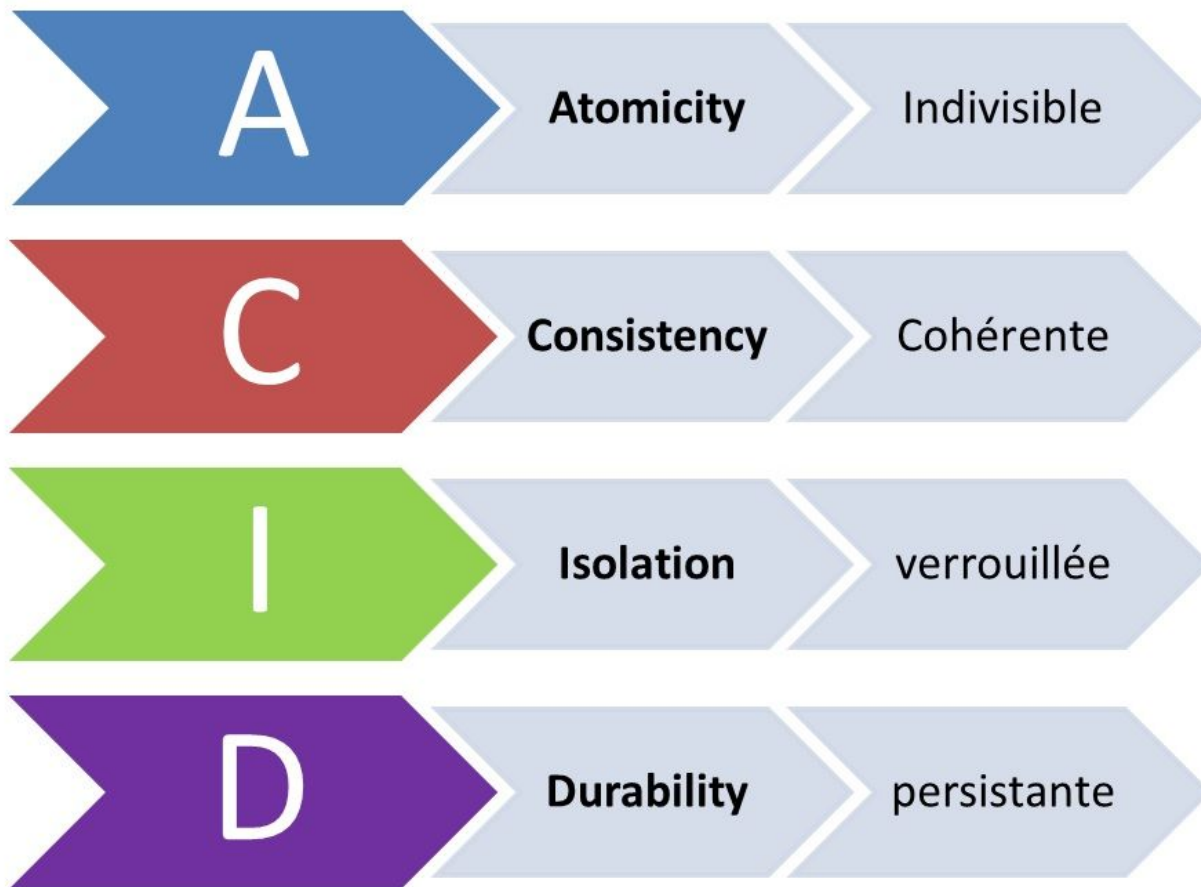 A Atomicity Indivisible
C Consistency Cohérente
I Isolation verrouillée
D Durability persistante